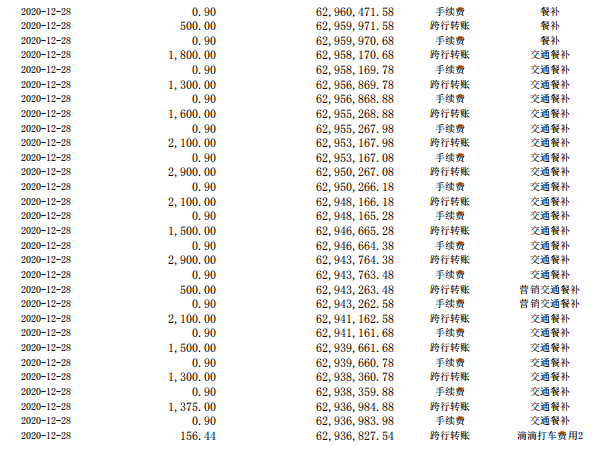 2020-12-28 0.90 62,960,471.58 手续费 餐补
2020-12-28 500.00 62,959,971.58 跨行转账 餐补
2020-12-28 0.90 62,959,970.68 手续费 餐补
2020-12-28 1,800.00 62,958,170.68 跨行转账 交通餐补
2020-12-28 0.90 62,958,169.78 手续费 交通餐补
2020-12-28 1,300.00 62,956,869.78 跨行转账 交通餐补
2020-12-28 0.90 62,956,868.88 手续费 交通餐补
2020-12-28 1,600.00 62,955,268.88 跨行转账 交通餐补
2020-12-28 0.90 62,955,267.98 手续费 交通餐补
2020-12-28 2,100.00 62,953,167.98 跨行转账 交通餐补
2020-12-28 0.90 62,953,167.08 手续费 交通餐补
2020-12-28 2,900.00 62,950,267.08 跨行转账 交通餐补
2020-12-28 0.90 62,950,266.18 手续费 交通餐补
2020-12-28 2,100.00 62,948,166.18 跨行转账 交通餐补
2020-12-28 0.90 62,948,165.28 手续费 交通餐补
2020-12-28 1,500.00 62,946,665.28 跨行转账 交通餐补
2020-12-28 0.90 62,946,664.38 手续费 交通餐补
2020-12-28 2,900.00 62,943,764.38 跨行转账 交通餐补
2020-12-28 0.90 62,943,763.48 手续费 交通餐补
2020-12-28 500.00 62,943,263.48 跨行转账 营销交通餐补
2020-12-28 0.90 62,943,262.58 手续费 营销交通餐补
2020-12-28 2,100.00 62,941,162.58 跨行转账 交通餐补
2020-12-28 0.90 62,941,161.68 手续费 交通餐补
2020-12-28 1,500.00 62,939,661.68 跨行转账 交通餐补
2020-12-28 0.90 62,939,660.78 手续费 交通餐补
2020-12-28 1,300.00 62,938,360.78 跨行转账 交通餐补
2020-12-28 0.90 62,938,359.88 手续费 交通餐补
2020-12-28 1,375.00 62,936,984.88 跨行转账 交通餐补
2020-12-28 0.90 62,936,983.98 手续费 交通餐补
2020-12-28 156.44 62,936,827.54 跨行转账 滴滴打车费用2